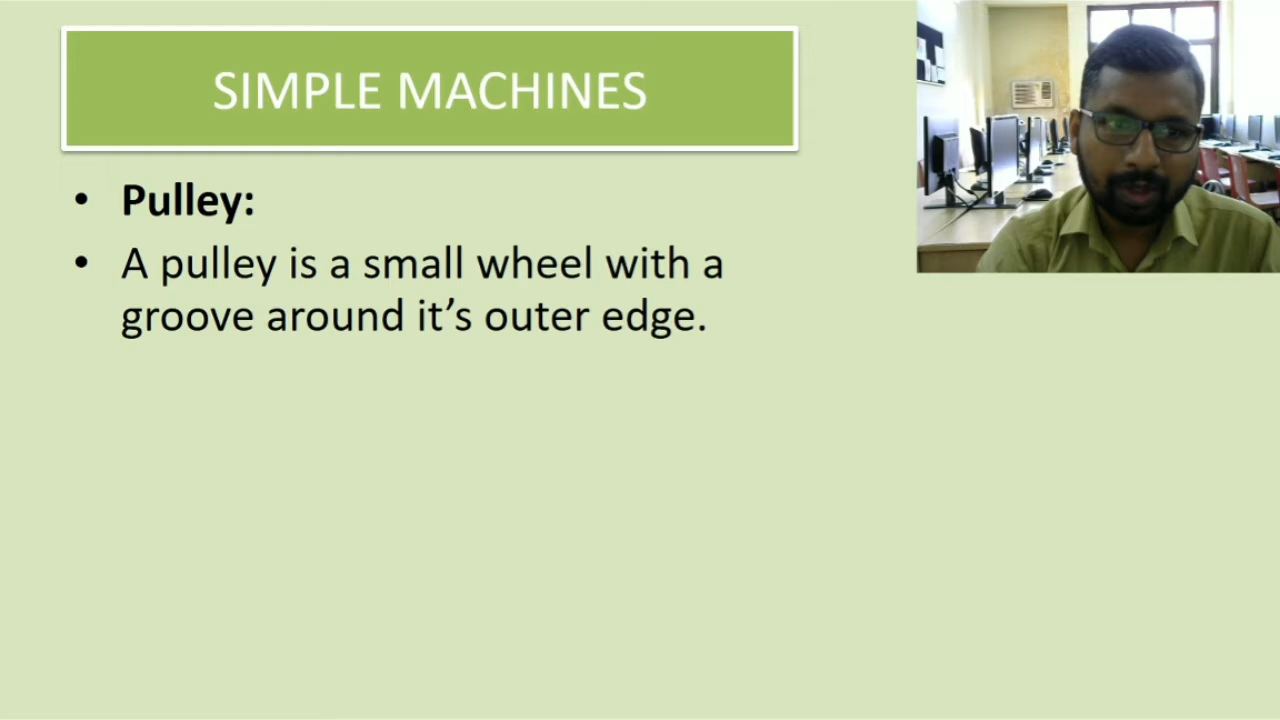 SIMPLE MACHINES
• Pulley:
• A pulley is a small wheel with a
groove around it’s outer edge.